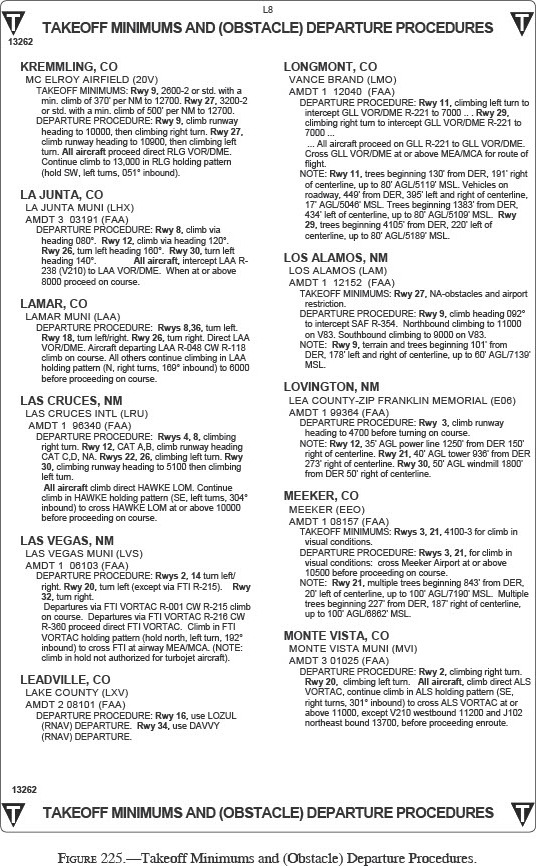 L8
TAKEOFF MINIMUMS AND (OBSTACLE) DEPARTURE PROCEDURES
T
T
13262
KREMMLING, CO
MC ELROY AIRFIELD (20V)
TAKEOFF MINIMUMS: Rwy 9, 2600-2 or std. with a
min. climb of 370' per NM to 12700. Rwy 27, 3200-2
or std. with a min. climb of 500' per NM to 12700.
DEPARTURE PROCEDURE: Rwy 9, climb runway
heading to 10000, then climbing right turn. Rwy 27,
climb runway heading to 10900, then climbing left
turn. All aircraft proceed direct RLG VOR/DME.
Continue climb to 13,000 in RLG holding pattern
(hold SW, left turns, 051° inbound).
LA JUNTA, CO
LA JUNTA MUNI (LHX)
AMDT 3 03191 (FAA)
DEPARTURE PROCEDURE: Rwy 8, climb via
heading 080°. Rwy 12, climb via heading 120°.
Rwy 26, turn left heading 160°. Rwy 30, turn left
heading 140°. All aircraft, intercept LAA R-
238 (V210) to LAA VOR/DME. When at or above
8000 proceed on course.
LAMAR, CO
LAMAR MUNI (LAA)
DEPARTURE PROCEDURE: Rwys 8,36, turn left.
Rwy 18, turn left/right. Rwy 26, turn right. Direct LAA
VOR/DME. Aircraft departing LAA R-048 CW R-118
climb on course. All others continue climbing in LAA
holding pattern (N, right turns, 169° inbound) to 6000
before proceeding on course.
LAS CRUCES, NM
LAS CRUCES INTL (LRU)
AMDT 1 96340 (FAA)
DEPARTURE PROCEDURE: Rwys 4, 8, climbing
right turn. Rwy 12, CAT A,B, climb runway heading
CAT C,D, NA. Rwys 22, 26, climbing left turn. Rwy
30, climbing runway heading to 5100 then climbing
left turn.
All aircraft climb direct HAWKE LOM. Continue
climb in HAWKE holding pattern (SE, left turns, 304°
inbound) to cross HAWKE LOM at or above 10000
before proceeding on course.
LAS VEGAS, NM
LAS VEGAS MUNI (LVS)
AMDT 1 06103 (FAA)
DEPARTURE PROCEDURE: Rwys 2, 14 turn left/
right. Rwy 20, turn left (except via FTI R-215). Rwy
32, turn right.
Departures via FTI VORTAC R-001 CW R-215 climb
on course. Departures via FTI VORTAC R-216 CW
R-360 proceed direct FTI VORTAC. Climb in FTI
VORTAC holding pattern (hold north, left turn, 192°
inbound) to cross FTI at airway MEA/MCA. (NOTE:
climb in hold not authorized for turbojet aircraft).
LEADVILLE, CO
LAKE COUNTY (LXV)
AMDT 2 08101 (FAA)
DEPARTURE PROCEDURE: Rwy 16, use LOZUL
(RNAV) DEPARTURE. Rwy 34, use DAVVY
(RNAV) DEPARTURE.
LONGMONT, CO
VANCE BRAND (LMO)
AMDT 1 12040 (FAA)
DEPARTURE PROCEDURE: Rwy 11, climbing left turn to
intercept GLL VOR/DME R-221 to 7000 .. . Rwy 29,
climbing right turn to intercept GLL VOR/DME R-221 to
7000 ...
... All aircraft proceed on GLL R-221 to GLL VOR/DME.
Cross GLL VOR/DME at or above MEA/MCA for route of
flight.
NOTE: Rwy 11, trees beginning 130' from DER, 191' right
of centerline, up to 80' AGL/5119' MSL. Vehicles on
roadway, 449' from DER, 395' left and right of centerline,
17' AGL/5046' MSL. Trees beginning 1383' from DER,
434' left of centerline, up to 80' AGL/5109' MSL. Rwy
29, trees beginning 4105' from DER, 220' left of
centerline, up to 80' AGL/5189' MSL.
LOS ALAMOS, NM
LOS ALAMOS (LAM)
AMDT 1 12152 (FAA)
TAKEOFF MINIMUMS: Rwy 27, NA-obstacles and airport
restriction.
DEPARTURE PROCEDURE: Rwy 9, climb heading 092°
to intercept SAF R-354. Northbound climbing to 11000
on V83. Southbound climbing to 9000 on V83.
NOTE: Rwy 9, terrain and trees beginning 101' from
DER, 178' left and right of centerline, up to 60' AGL/7139'
MSL.
LOVINGTON, NM
LEA COUNTY-ZIP FRANKLIN MEMORIAL (E06)
AMDT 1 99364 (FAA)
DEPARTURE PROCEDURE: Rwy 3, climb runway
heading to 4700 before turning on course.
NOTE: Rwy 12, 35' AGL power line 1250' from DER 150'
right of centerline. Rwy 21, 40' AGL tower 936' from DER
273' right of centerline. Rwy 30, 50' AGL windmill 1800'
from DER 50' right of centerline.
MEEKER, CO
MEEKER (EEO)
AMDT 1 08157 (FAA)
TAKEOFF MINIMUMS: Rwys 3, 21, 4100-3 for climb in
visual conditions.
DEPARTURE PROCEDURE: Rwys 3, 21, for climb in
visual conditions: cross Meeker Airport at or above
10500 before proceeding on course.
NOTE: Rwy 21, multiple trees beginning 843' from DER,
20' left of centerline, up to 100' AGL/7190' MSL. Multiple
trees beginning 227' from DER, 187' right of centerline,
up to 100' AGL/6862' MSL.
MONTE VISTA, CO
MONTE VISTA MUNI (MVI)
AMDT 3 01025 (FAA)
DEPARTURE PROCEDURE: Rwy 2, climbing right turn.
Rwy 20, climbing left turn. All aircraft, climb direct ALS
VORTAC, continue climb in ALS holding pattern (SE,
right turns, 301° inbound) to cross ALS VORTAC at or
above 11000, except V210 westbound 11200 and J102
northeast bound 13700, before proceeding enroute.
13262
T
TAKEOFF MINIMUMS AND (OBSTACLE) DEPARTURE PROCEDURES
T
FIGURE 225.—Takeoff Minimums and (Obstacle) Departure Procedures.